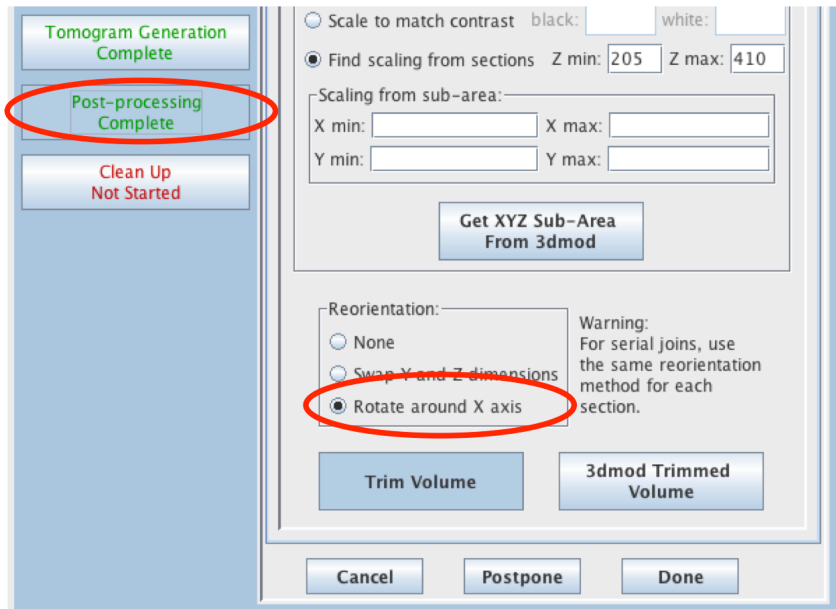 Tomogram Generation
Complete
Post-processing
Complete
Clean Up
Not Started
Scale to match contrast black: white:
Find scaling from sections Z min: 205 Z max: 410
Scaling from sub-area:
X min: X max:
Y min: Y max:
Get XYZ Sub-Area
From 3dmod
Reorientation:
None
Swap Y and Z dimensions
Rotate around X axis
Warning:
For serial joins, use
the same reorientation
method for each
section.
Trim Volume
3dmod Trimmed
Volume
Cancel Postpone Done